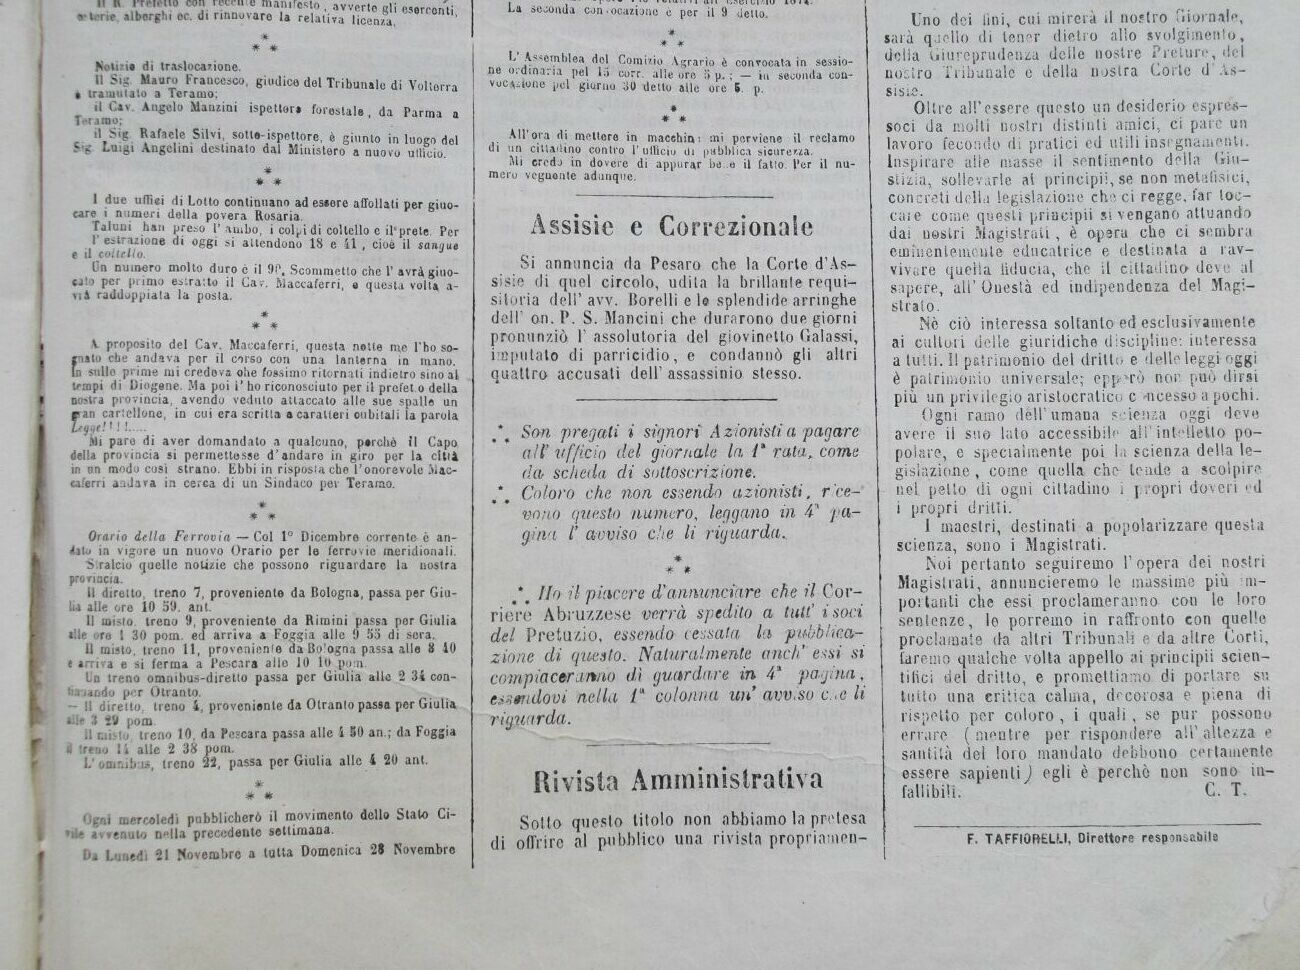 Il R. Prefetto con recente manifesto, avverte gli esercenti,
osterie, alberghi ec. di rinnovare la relativa licenza.
* * *
Notizie di traslocazione.
Il Sig. Mauro Francesco, giudice del Tribunale di Volterra
è tramutato a Teramo;
il Cav. Angelo Manzini ispettore forestale, da Parma a
Teramo;
il Sig. Rafaele Silvi, sotto-ispettore, è giunto in luogo del
Sig. Luigi Angelini destinato dal Ministero a nuovo ufficio.
* * *
I due uffici di Lotto continuano ad essere affollati per giuo-
care i numeri della povera Rosaria.
Taluni han preso l'ambo, i colpi di coltello e il prete. Per
l'estrazione di oggi si attendono 18 e 41, cioè il sangue
e il coltello.
Un numero molto duro è il 90. Scommetto che l'avrà giuo-
cato per primo estratto il Cav. Maccaferri, e questa volta a-
vrà raddoppiata la posta.
* * *
A proposito del Cav. Maccaferri, questa notte me l'ho so-
gnato che andava per il corso con una lanterna in mano.
In sulle prime mi credeva che fossimo ritornati indietro sino ai
tempi di Diogene. Ma poi l'ho riconosciuto per il prefetto della
nostra provincia, avendo veduto attaccato alle sue spalle un
gran cartellone, in cui era scritta a caratteri cubitali la parola
Legge!!!!.....
Mi pare di aver domandato a qualcuno, perchè il Capo
della provincia si permettesse d'andare in giro per la città
in un modo così strano. Ebbi in risposta che l'onorevole Mac-
caferri andava in cerca di un Sindaco per Teramo.
* * *
Orario della Ferrovia — Col 1° Dicembre corrente è an-
dato in vigore un nuovo Orario per le ferrovie meridionali.
Stralcio quelle notizie che possono riguardare la nostra
provincia.
Il diretto, treno 7, proveniente da Bologna, passa per Giu-
lia alle ore 10 59. ant.
Il misto, treno 9, proveniente da Rimini passa per Giulia
alle ore 1 30 pom. ed arriva a Foggia alle 9 55 di sera.
Il misto, treno 11, proveniente da Bologna passa alle 8 40
e arriva e si ferma a Pescara alle 10 10 pom.
Un treno omnibus-diretto passa per Giulia alle 2 34 con-
tinuando per Otranto.
— Il diretto, treno 4, proveniente da Otranto passa per Giulia
alle 3 29 pom.
Il misto, treno 10, da Pescara passa alle 4 50 an.; da Foggia
il treno 14 alle 2 38 pom.
L'omnibus, treno 22, passa per Giulia alle 4 20 ant.
* * *
Ogni mercoledì pubblicherò il movimento dello Stato Ci-
vile avvenuto nella precedente settimana.
Da Lunedì 21 Novembre a tutta Domenica 28 Novembre
La seconda convocazione è per il 9 detto.
* * *
L'Assemblea del Comizio Agrario è convocata in sessio-
ne ordinaria pel 15 corr. alle ore 5 p.; — in seconda con-
vocazione pel giorno 30 detto alle ore 5. p.
* * *
All'ora di mettere in macchina mi perviene il reclamo
di un cittadino contro l'ufficio di pubblica sicurezza.
Mi credo in dovere di appurar bene il fatto. Per il nu-
mero veguente adunque.
Assisie e Correzionale
Si annuncia da Pesaro che la Corte d'As-
sisie di quel circolo, udita la brillante requi-
sitoria dell'avv. Borelli e le splendide arringhe
dell'on. P. S. Mancini che durarono due giorni
pronunziò l'assolutoria del giovinetto Galassi,
imputato di parricidio, e condannò gli altri
quattro accusati dell'assassinio stesso.
∴ Son pregati i signori Azionisti a pagare
all'ufficio del giornale la 1ª rata, come
da scheda di sottoscrizione.
∴ Coloro che non essendo azionisti, rice-
vono questo numero, leggano in 4ª pa-
gina l'avviso che li riguarda.
* * *
∴ Ho il piacere d'annunciare che il Cor-
riere Abruzzese verrà spedito a tutt'i soci
del Pretuzio, essendo cessata la pubblica-
zione di questo. Naturalmente anch'essi si
compiaceranno di guardare in 4ª pagina,
essendovi nella 1ª colonna un'avviso che li
riguarda.
Rivista Amministrativa
Sotto questo titolo non abbiamo la pretesa
di offrire al pubblico una rivista propriamen-
Uno dei fini, cui mirerà il nostro Giornale,
sarà quello di tener dietro allo svolgimento,
della Giureprudenza delle nostre Preture, del
nostro Tribunale e della nostra Corte d'As-
sisie.
Oltre all'essere questo un desiderio espres-
soci da molti nostri distinti amici, ci pare un
lavoro fecondo di pratici ed utili insegnamenti.
Inspirare alle masse il sentimento della Giu-
stizia, sollevarle ai principii, se non metafisici,
concreti della legislazione che ci regge, far toc-
care come questi principii si vengano attuando
dai nostri Magistrati, è opera che ci sembra
eminentemente educatrice e destinata a rav-
vivare quella fiducia, che il cittadino deve al
sapere, all'Onestà ed indipendenza del Magi-
strato.
Nè ciò interessa soltanto ed esclusivamente
ai cultori delle giuridiche discipline: interessa
a tutti. Il patrimonio del dritto e delle leggi oggi
è patrimonio universale; epperò non può dirsi
più un privilegio aristocratico concesso a pochi.
Ogni ramo dell'umana scienza oggi deve
avere il suo lato accessibile all'intelletto po-
polare, e specialmente poi la scienza della le-
gislazione, come quella che tende a scolpire
nel petto di ogni cittadino i propri doveri ed
i propri dritti.
I maestri, destinati a popolarizzare questa
scienza, sono i Magistrati.
Noi pertanto seguiremo l'opera dei nostri
Magistrati, annuncieremo le massime più im-
portanti che essi proclameranno con le loro
sentenze, le porremo in raffronto con quelle
proclamate da altri Tribunali e da altre Corti,
faremo qualche volta appello ai principii scien-
tifici del dritto, e promettiamo di portare su
tutto una critica calma, decorosa e piena di
rispetto per coloro, i quali, se pur possono
errare (mentre per rispondere all'altezza e
santità del loro mandato debbono certamente
essere sapienti) egli è perchè non sono in-
fallibili. C. T.
F. TAFFIORELLI, Direttore responsabile